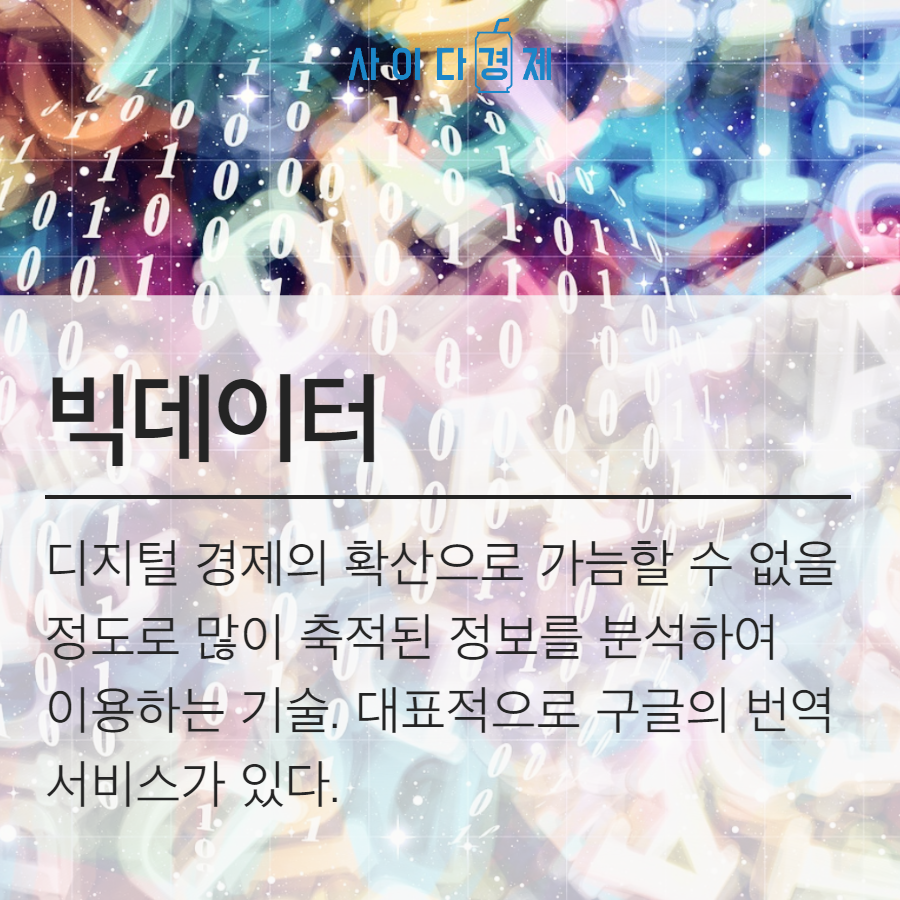 사이다경제
빅데이터
디지털 경제의 확산으로 가늠할 수 없을
정도로 많이 축적된 정보를 분석하여
이용하는 기술. 대표적으로 구글의 번역
서비스가 있다.